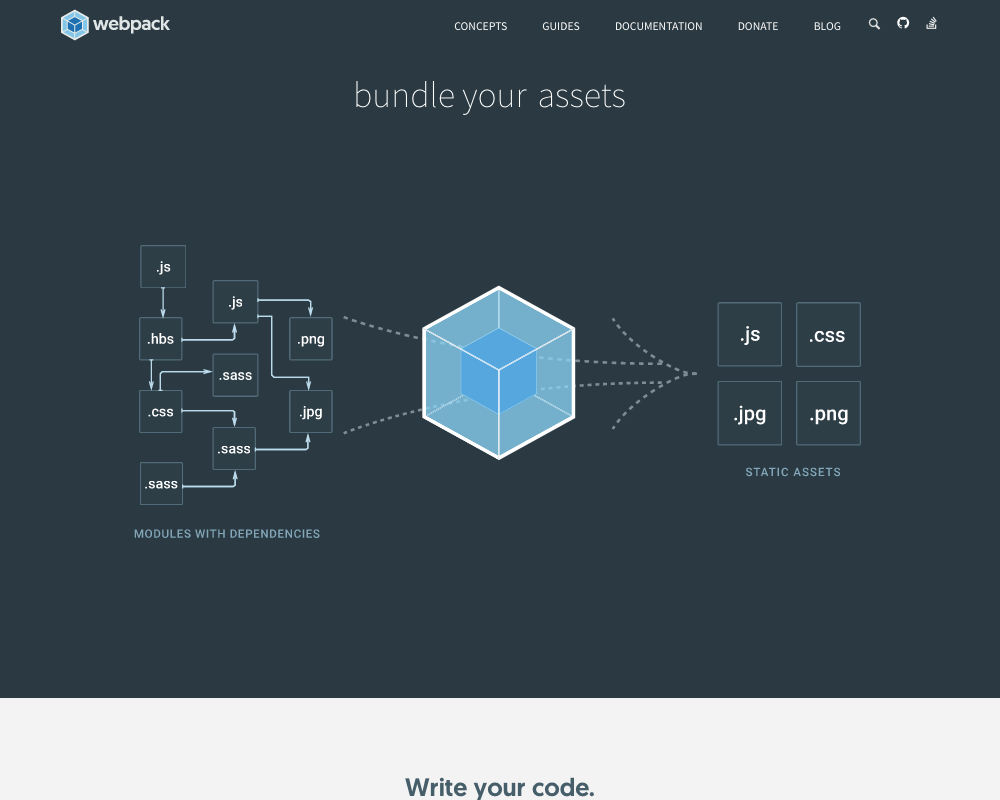 webpack
CONCEPTS GUIDES DOCUMENTATION DONATE BLOG
bundle your assets
.js
.js
.hbs
.png
.sass
.css
.jpg
.sass
.sass
MODULES WITH DEPENDENCIES
.js .css
.jpg .png
STATIC ASSETS
Write your code.